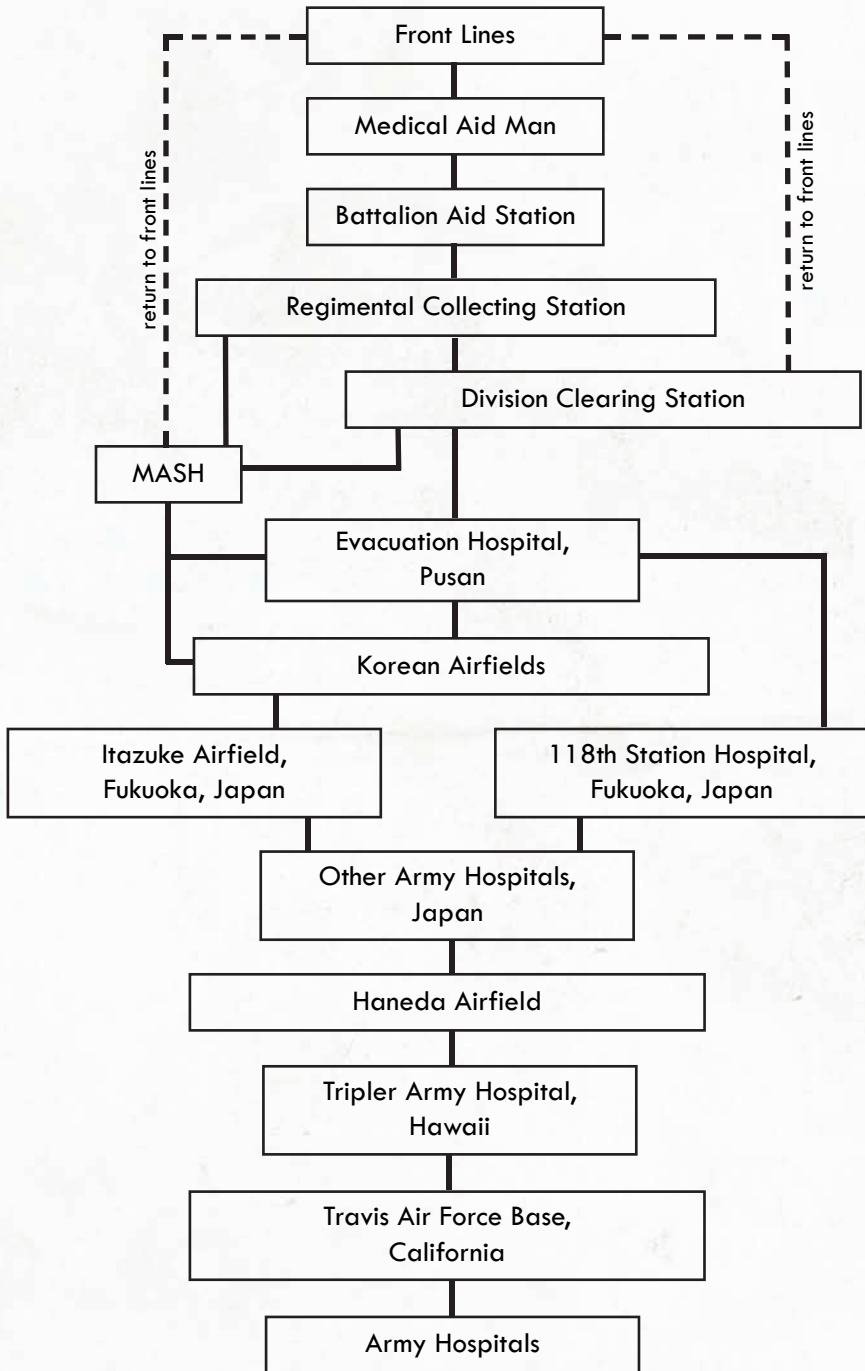 Front Lines
return to front lines
return to front lines
Medical Aid Man
Battalion Aid Station
Regimental Collecting Station
Division Clearing Station
MASH
Evacuation Hospital,
Pusan
Korean Airfields
Itazuke Airfield,
Fukuoka, Japan
118th Station Hospital,
Fukuoka, Japan
Other Army Hospitals,
Japan
Haneda Airfield
Tripler Army Hospital,
Hawaii
Travis Air Force Base,
California
Army Hospitals